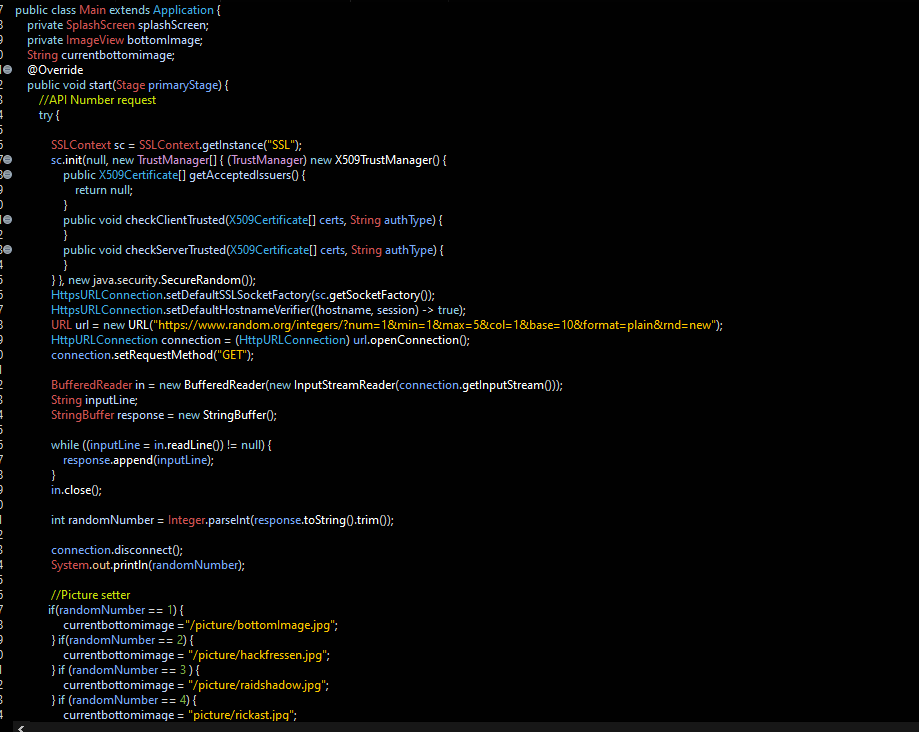 public class Main extends Application {
private SplashScreen splashScreen;
private ImageView bottomImage;
String currentbottomimage;
@Override
public void start(Stage primaryStage) {
//API Number request
try {
SSLContext sc = SSLContext.getInstance("SSL");
sc.init(null, new TrustManager[] { (TrustManager) new X509TrustManager() {
public X509Certificate[] getAcceptedIssuers() {
return null;
}
public void checkClientTrusted(X509Certificate[] certs, String authType) {
}
public void checkServerTrusted(X509Certificate[] certs, String authType) {
}
} }, new java.security.SecureRandom());
HttpsURLConnection.setDefaultSSLSocketFactory(sc.getSocketFactory());
HttpsURLConnection.setDefaultHostnameVerifier((hostname, session) -> true);
URL url = new URL("https://www.random.org/integers/?num=1&min=1&max=5&col=1&base=10&format=plain&rnd=new");
HttpURLConnection connection = (HttpURLConnection) url.openConnection();
connection.setRequestMethod("GET");
BufferedReader in = new BufferedReader(new InputStreamReader(connection.getInputStream()));
String inputLine;
StringBuffer response = new StringBuffer();
while ((inputLine = in.readLine()) != null) {
response.append(inputLine);
}
in.close();
int randomNumber = Integer.parseInt(response.toString().trim());
connection.disconnect();
System.out.println(randomNumber);
//Picture setter
if(randomNumber == 1) {
currentbottomimage ="/picture/bottomImage.jpg";
} if(randomNumber == 2) {
currentbottomimage = "/picture/hackfressen.jpg";
} if (randomNumber == 3 ) {
currentbottomimage = "/picture/raidshadow.jpg";
} if (randomNumber == 4) {
currentbottomimage = "picture/rickast.jpg";